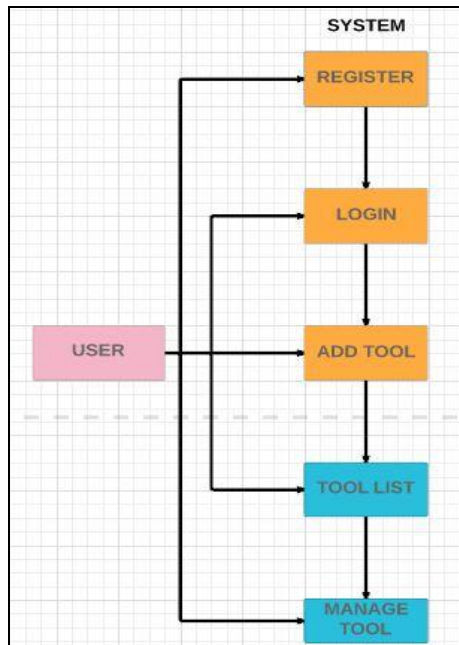 SYSTEM
REGISTER
LOGIN
USER
ADD TOOL
TOOL LIST
MANAGE
TOOL